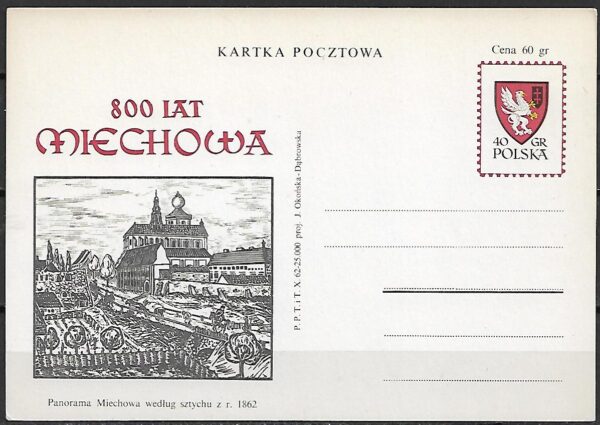 KARTKA POCZTOWA
Cena 60 gr
40 GR
POLSKA
800 LAT
MIECHOWA
P. P. T. i T. X. 62-25.000 proj. J. Okońska-Dąbrowska
Panorama Miechowa według sztychu z r. 1862